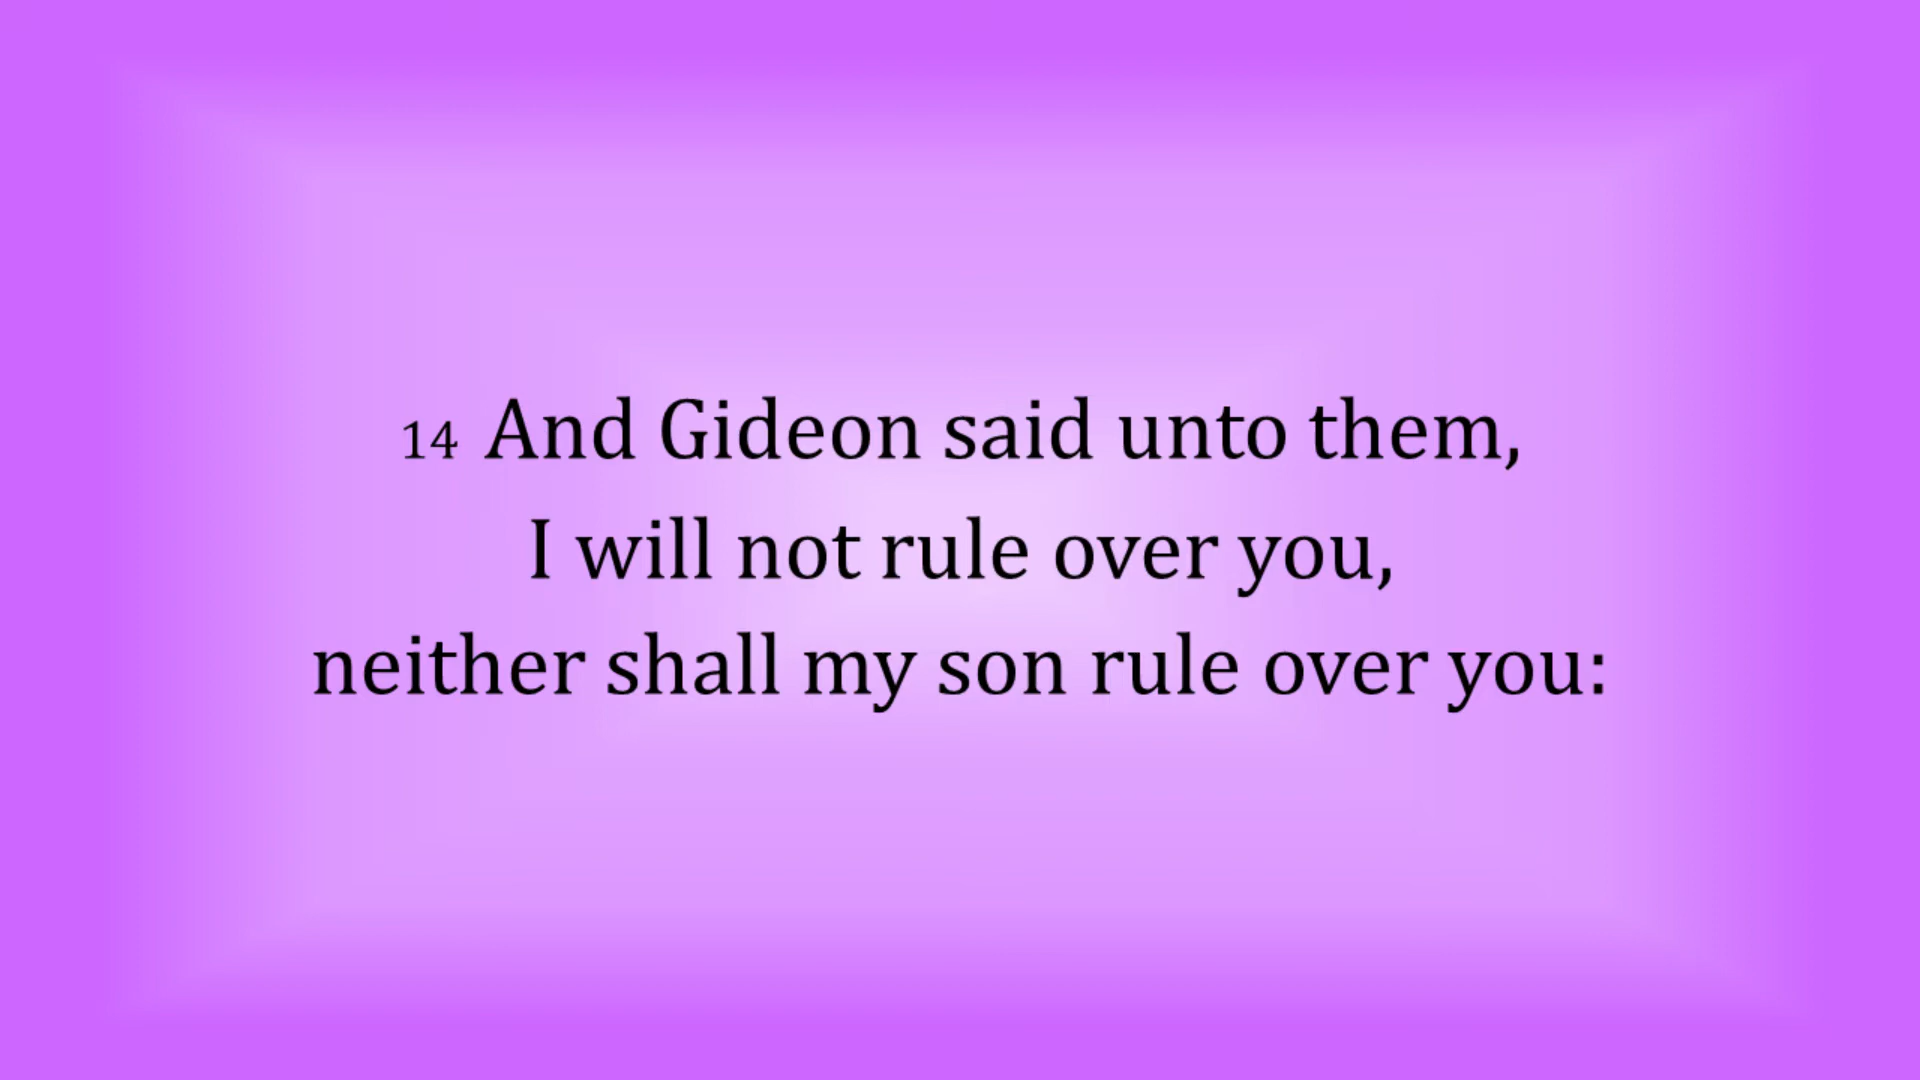 14 And Gideon said unto them,
I will not rule over you,
neither shall my son rule over you: